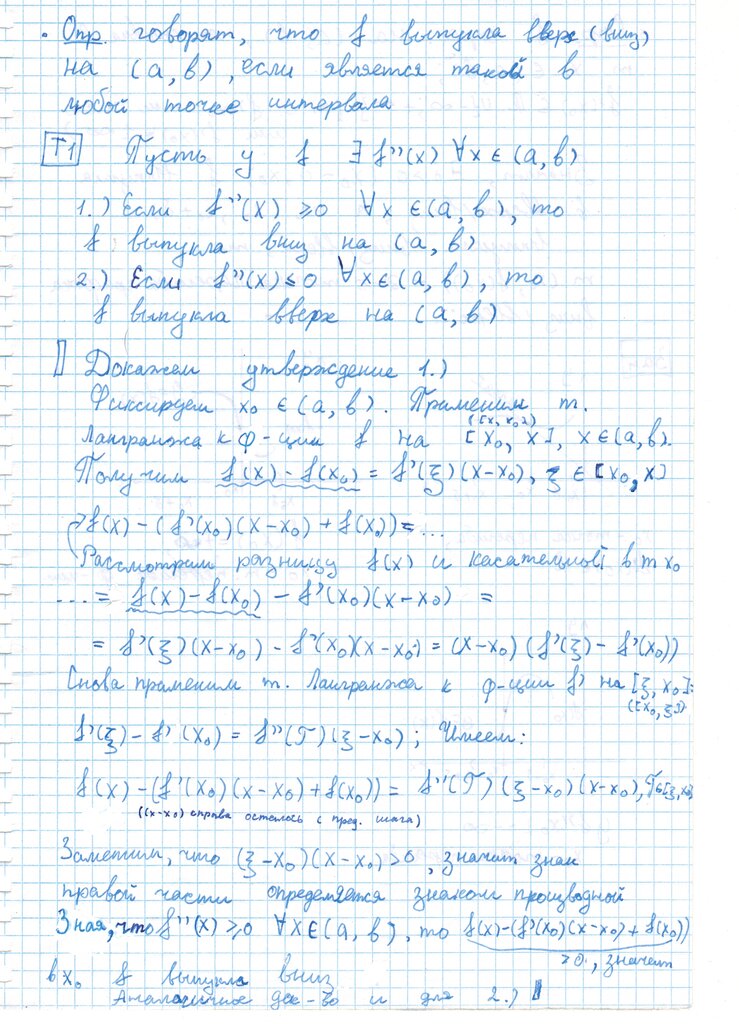 • Опр. говорят, что f выпукла вверх (вниз)
на (a, b), если является такой в
любой точке интервала
T1 Пусть у f ∃ f''(x) ∀x ∈ (a, b)
1.) Если f''(x) ≥ 0 ∀x ∈ (a, b), то
f выпукла вниз на (a, b)
2.) Если f''(x) ≤ 0 ∀x ∈ (a, b), то
f выпукла вверх на (a, b)
Докажем утверждение 1.)
Фиксируем x₀ ∈ (a, b). Применим т.
([x, x₀])
Лангранжа к ф-ции f на [x₀, x], x ∈ (a, b).
Получим f(x) - f(x₀) = f'(ξ)(x-x₀), ξ ∈ [x₀, x]
f(x) - (f'(x₀)(x-x₀) + f(x₀)) = ...
Рассмотрим разницу f(x) и касательной в т x₀
... = f(x) - f(x₀) - f'(x₀)(x-x₀) =
= f'(ξ)(x-x₀) - f'(x₀)(x-x₀) = (x-x₀)(f'(ξ) - f'(x₀))
Снова применим т. Лангранжа к ф-ции f' на [ξ, x₀]:
([x₀, ξ])
f'(ξ) - f'(x₀) = f''(T)(ξ-x₀); Имеем:
f(x) - (f'(x₀)(x-x₀) + f(x₀)) = f''(T)(ξ-x₀)(x-x₀), T∈[ξ, x₀]
((x-x₀) справа осталось с пред. шага)
Заметим, что (ξ-x₀)(x-x₀) > 0, значит знак
правой части определяется знаком производной
Зная, что f''(x) ≥ 0 ∀x ∈ (a, b), то f(x) - (f'(x₀)(x-x₀) + f(x₀))
≥ 0, значит
в x₀ f выпукла вниз
Аналогичное док-во и для 2.)